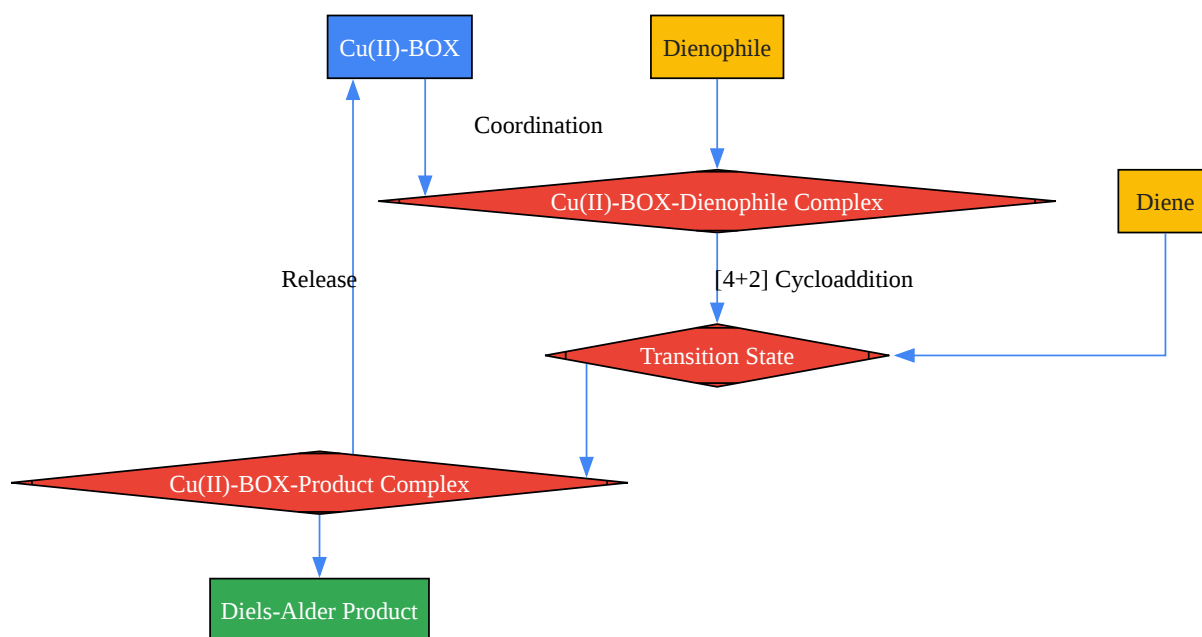 Cu(II)-BOX
Dienophile
Coordination
Cu(II)-BOX-Dienophile Complex
Diene
Release
[4+2] Cycloaddition
Transition State
Cu(II)-BOX-Product Complex
Diels-Alder Product